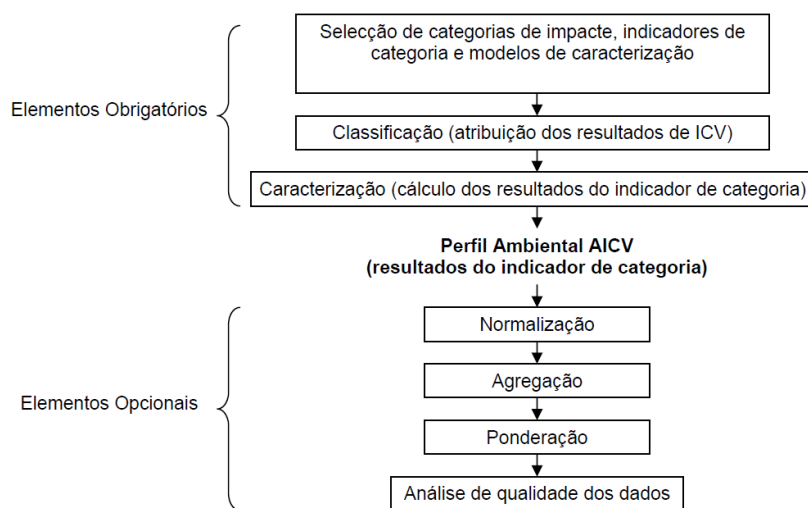 Selecção de categorias de impacte, indicadores de
categoria e modelos de caracterização
Elementos Obrigatórios
Classificação (atribuição dos resultados de ICV)
Caracterização (cálculo dos resultados do indicador de categoria)
Perfil Ambiental AICV
(resultados do indicador de categoria)
Normalização
Agregação
Elementos Opcionais
Ponderação
Análise de qualidade dos dados